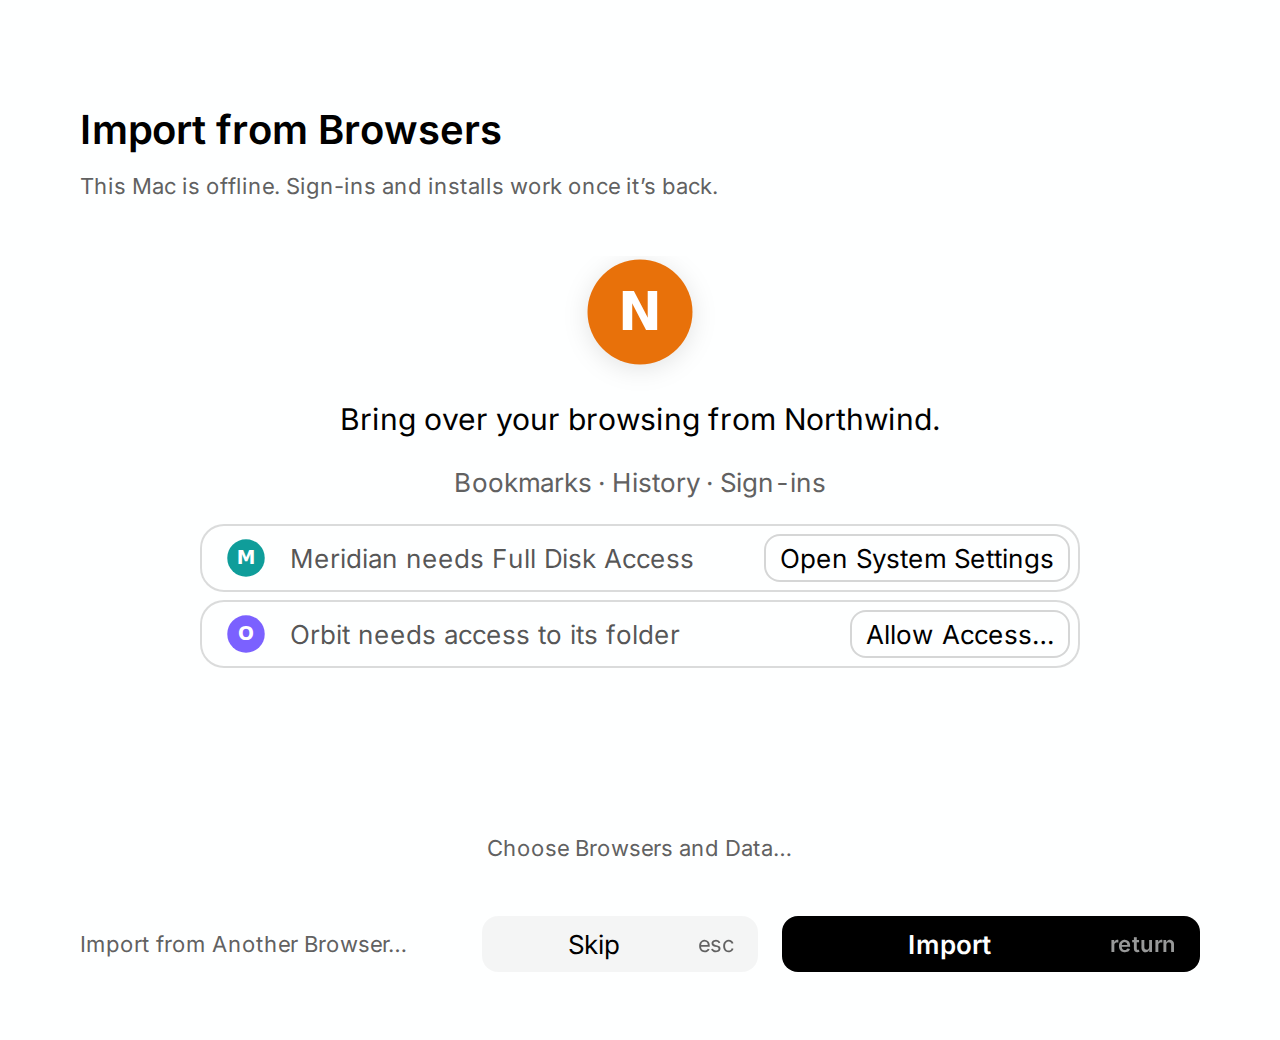 Import from Browsers
This Mac is offline. Sign-ins and installs work once it’s back.
N
Bring over your browsing from Northwind.
Bookmarks · History · Sign-ins
M Meridian needs Full Disk Access Open System Settings
O Orbit needs access to its folder Allow Access…
Choose Browsers and Data…
Import from Another Browser… Skip esc Import return